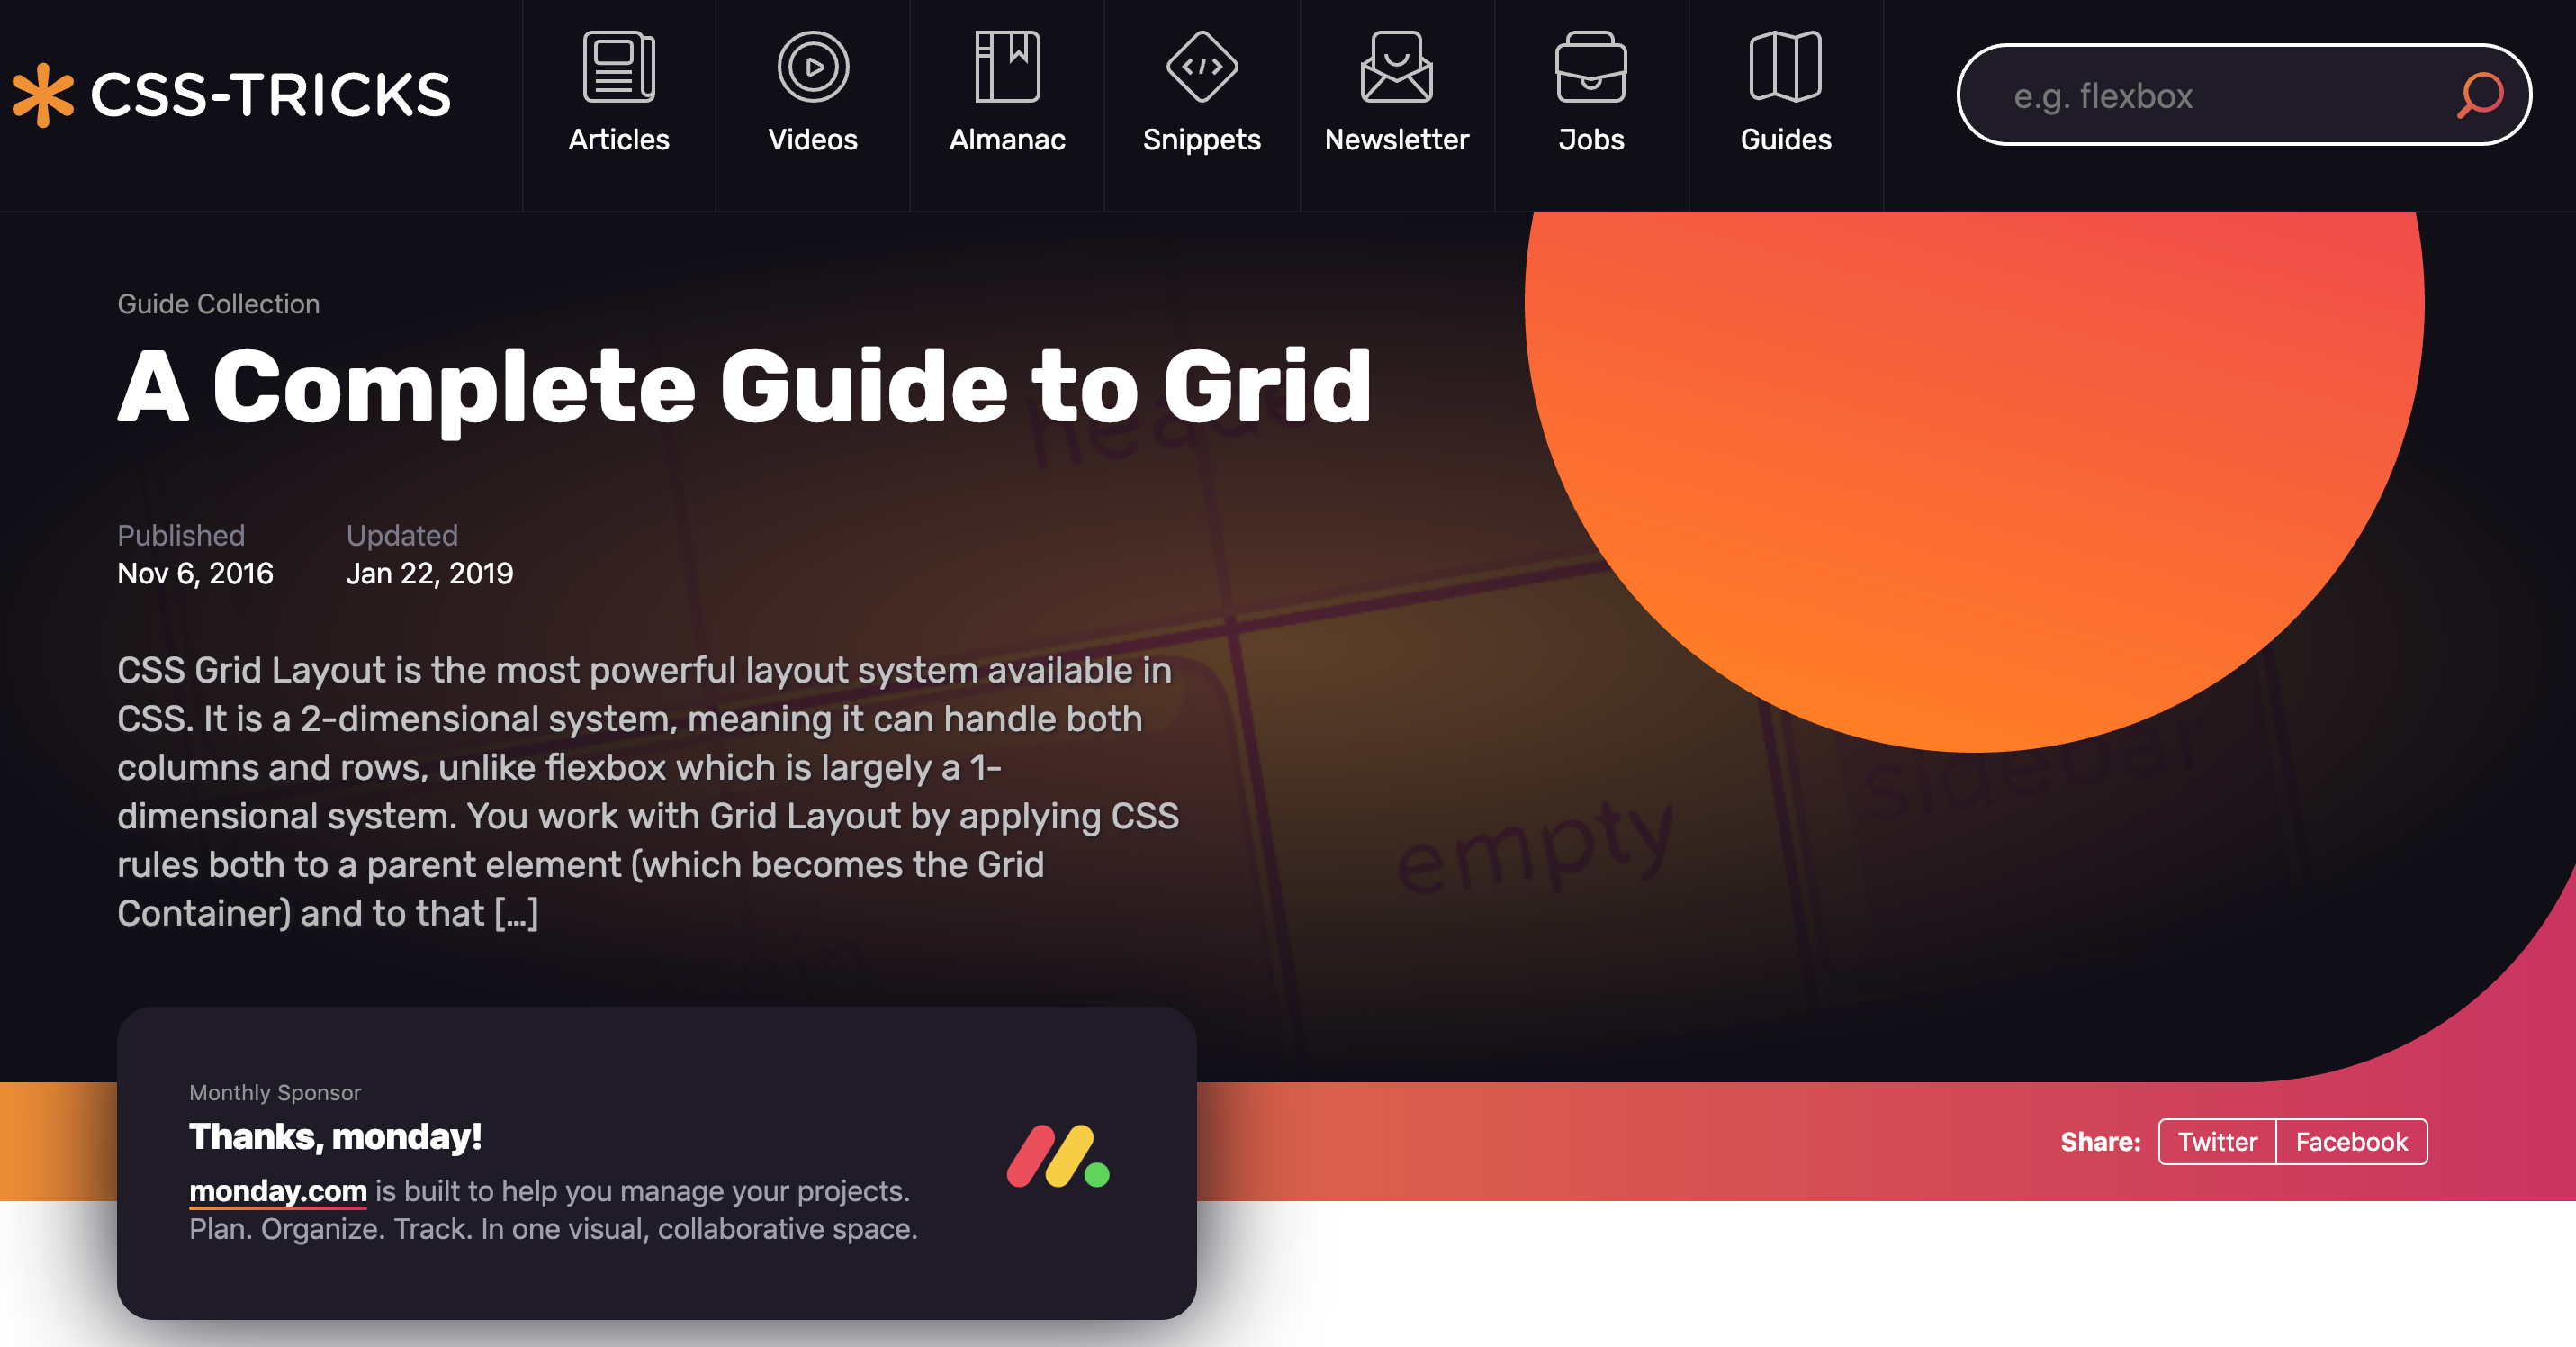 CSS-TRICKS
Articles
Videos
Almanac
Snippets
Newsletter
Jobs
Guides
e.g. flexbox
Guide Collection
A Complete Guide to Grid
header
Published
Updated
Nov 6, 2016
Jan 22, 2019
CSS Grid Layout is the most powerful layout system available in
CSS. It is a 2-dimensional system, meaning it can handle both
columns and rows, unlike flexbox which is largely a 1-
dimensional system. You work with Grid Layout by applying CSS
rules both to a parent element (which becomes the Grid
Container) and to that [...]
sidebar
empty
main
Monthly Sponsor
Thanks, monday!
monday.com is built to help you manage your projects.
Plan. Organize. Track. In one visual, collaborative space.
Share:
Twitter
Facebook